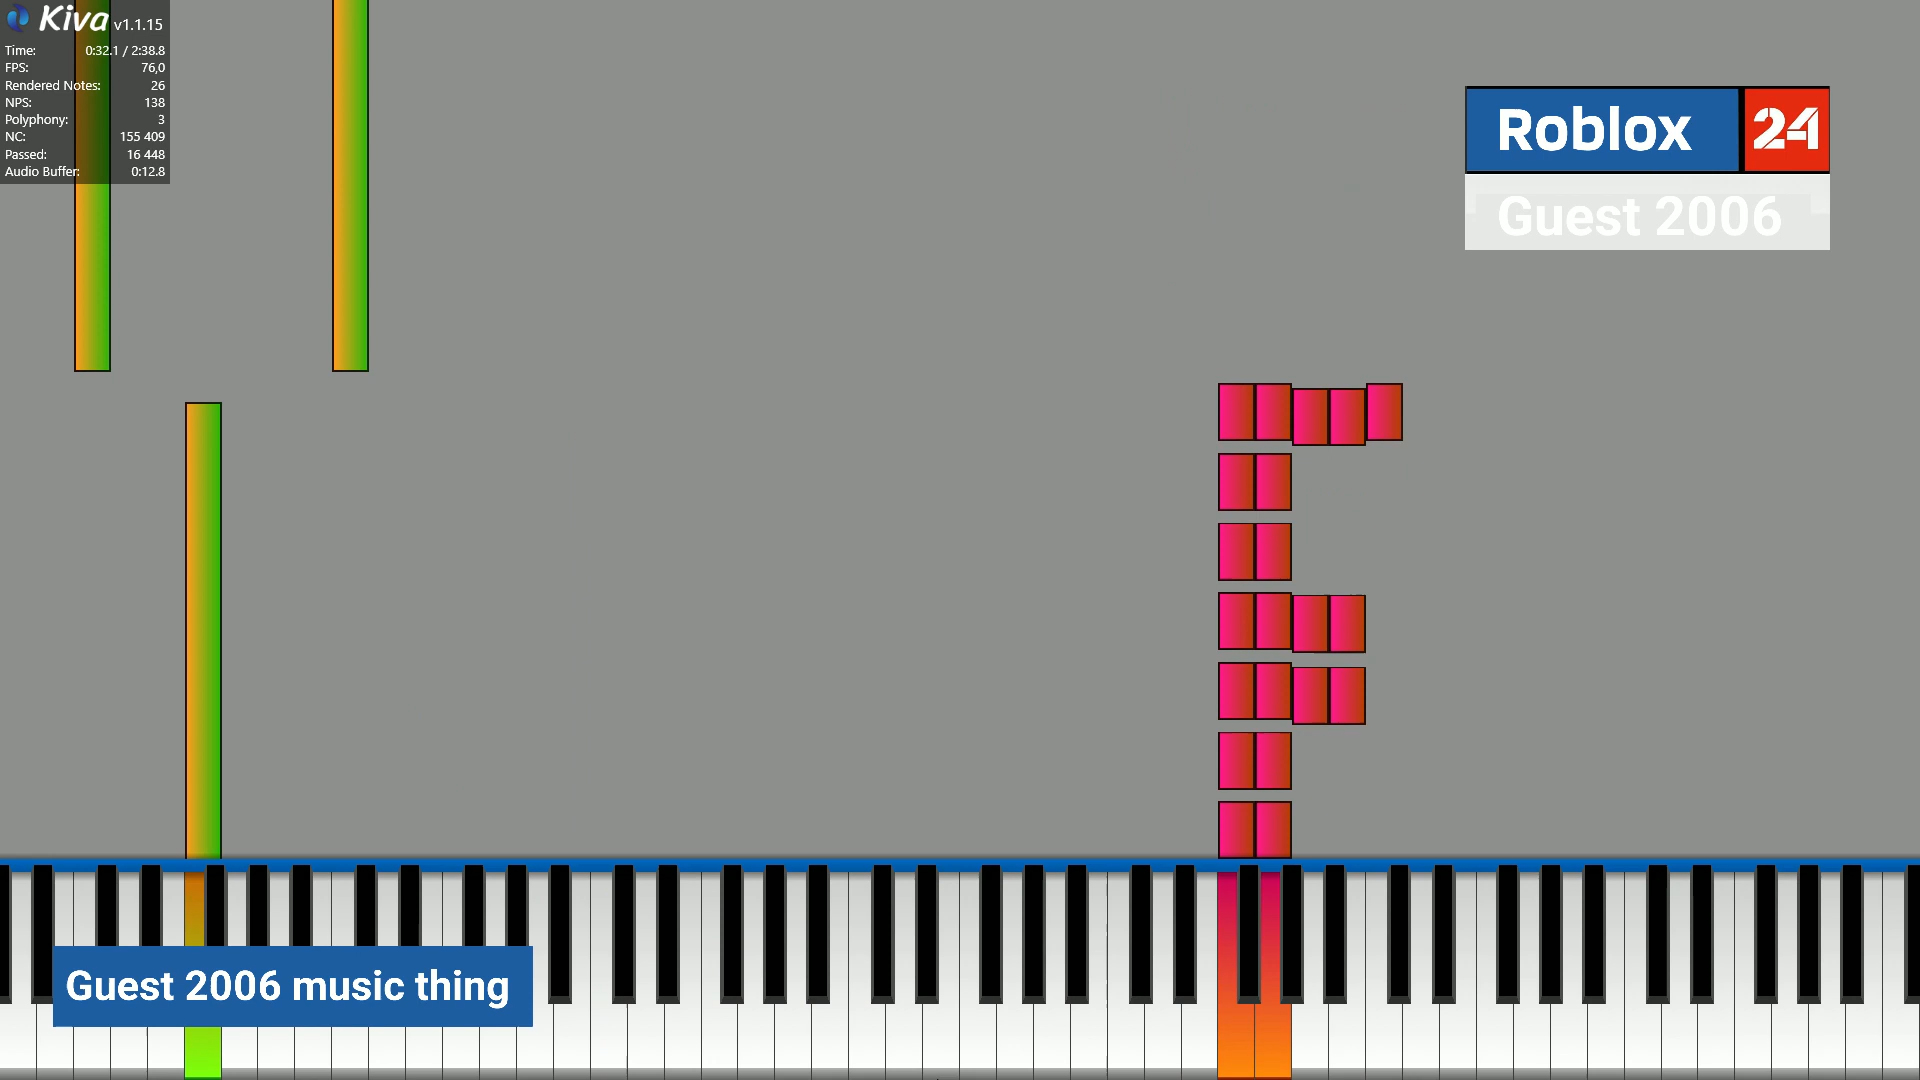 Kiva v1.1.15
Time: 0:32.1 / 2:38.8
FPS: 76,0
Rendered Notes: 26
NPS: 138
Polyphony: 3
NC: 155 409
Passed: 16 448
Audio Buffer: 0:12.8
Roblox 24
Guest 2006
Guest 2006 music thing